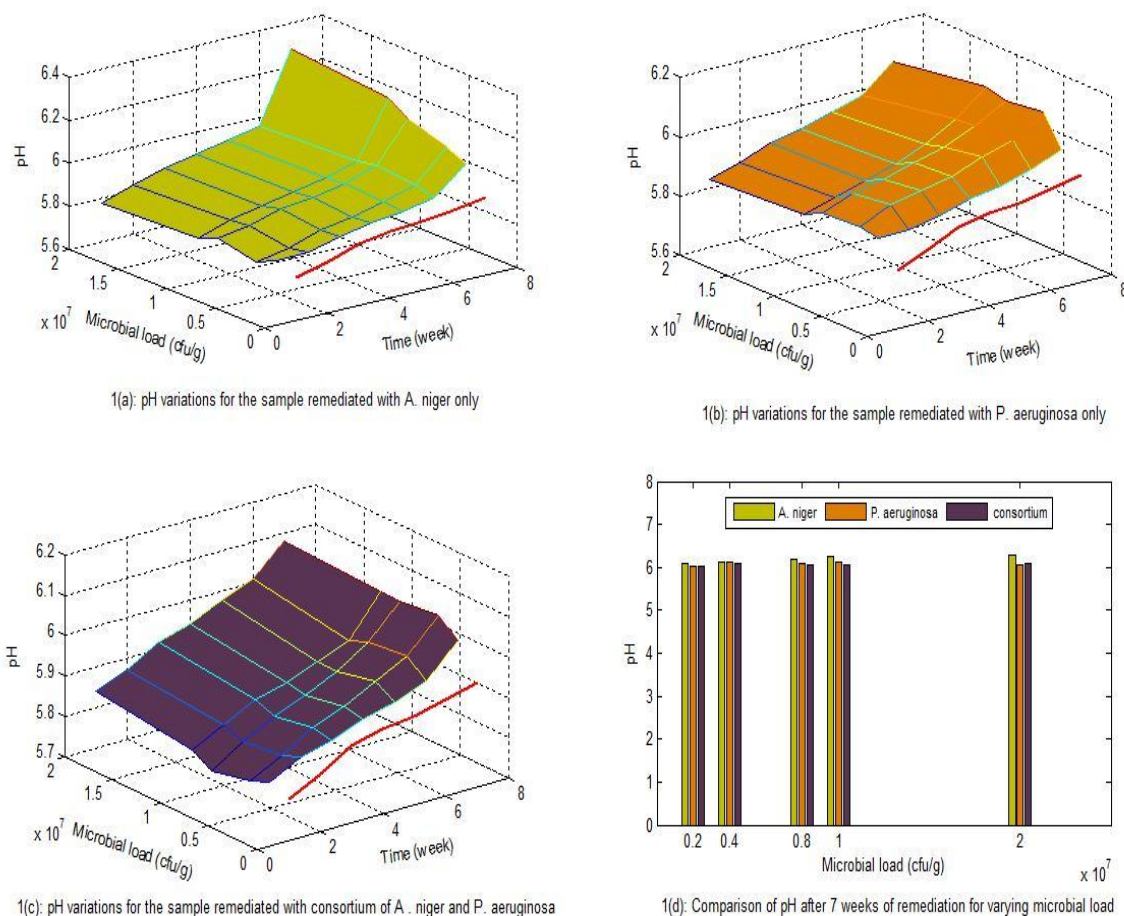 6.4
6.2
6
5.8
5.6
pH
2
1.5
1
0.5
0
x 10^7
Microbial load (cfu/g)
0
2
4
6
8
Time (week)
1(a): pH variations for the sample remediated with A. niger only
6.2
6
5.8
5.6
pH
2
1.5
1
0.5
0
x 10^7
Microbial load (cfu/g)
0
2
4
6
8
Time (week)
1(b): pH variations for the sample remediated with P. aeruginosa only
6.2
6.1
6
5.9
5.8
5.7
pH
2
1.5
1
0.5
0
x 10^7
Microbial load (cfu/g)
0
2
4
6
8
Time (week)
1(c): pH variations for the sample remediated with consortium of A . niger and P. aeruginosa
8
7
6
5
4
3
2
1
0
pH
A. niger P. aeruginosa consortium
0.2 0.4 0.8 1 2
Microbial load (cfu/g)
x 10^7
1(d): Comparison of pH after 7 weeks of remediation for varying microbial load